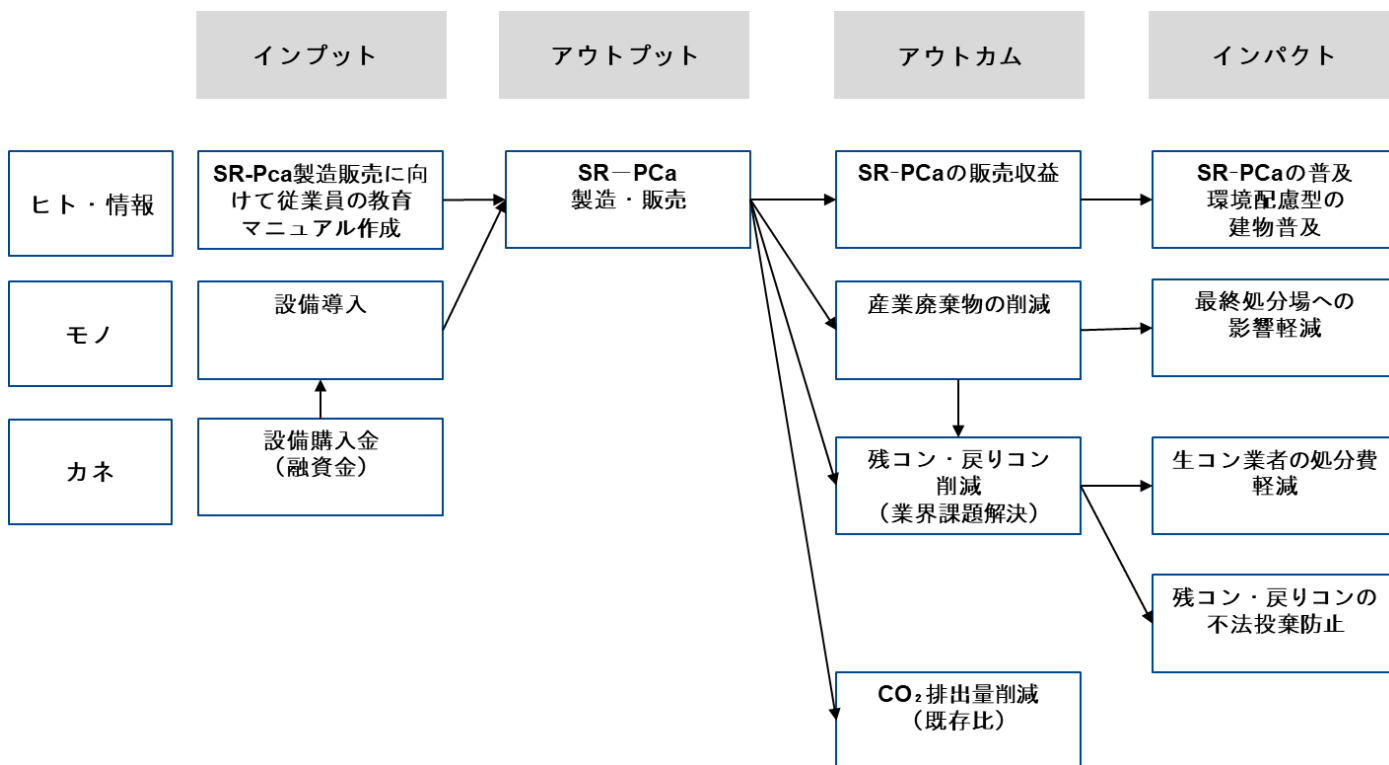 インプット
アウトプット
アウトカム
インパクト
ヒト・情報
SR-Pca製造販売に向
けて従業員の教育
マニュアル作成
SR―PCa
製造・販売
SR-PCaの販売収益
SR-PCaの普及
環境配慮型の
建物普及
モノ
設備導入
産業廃棄物の削減
最終処分場への
影響軽減
カネ
設備購入金
（融資金）
残コン・戻りコン
削減
（業界課題解決）
生コン業者の処分費
軽減
残コン・戻りコンの
不法投棄防止
CO₂排出量削減
（既存比）